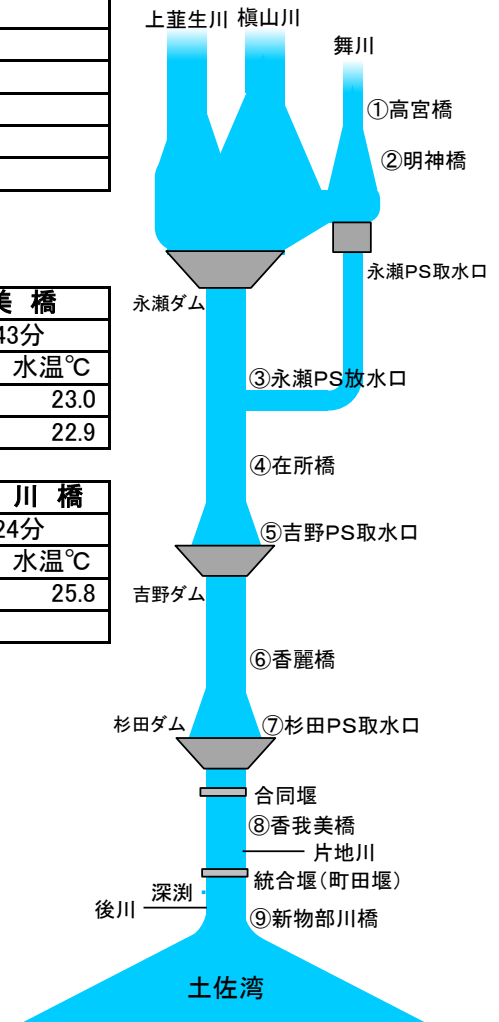 上韮生川 槇山川
舞川
①高宮橋
②明神橋
永瀬PS取水口
永瀬ダム
③永瀬PS放水口
④在所橋
⑤吉野PS取水口
吉野ダム
⑥香麗橋
杉田ダム
⑦杉田PS取水口
合同堰
⑧香我美橋
片地川
統合堰(町田堰)
深渕
後川
⑨新物部川橋
土佐湾
美 橋
43分
水温℃
23.0
22.9
川 橋
24分
水温℃
25.8